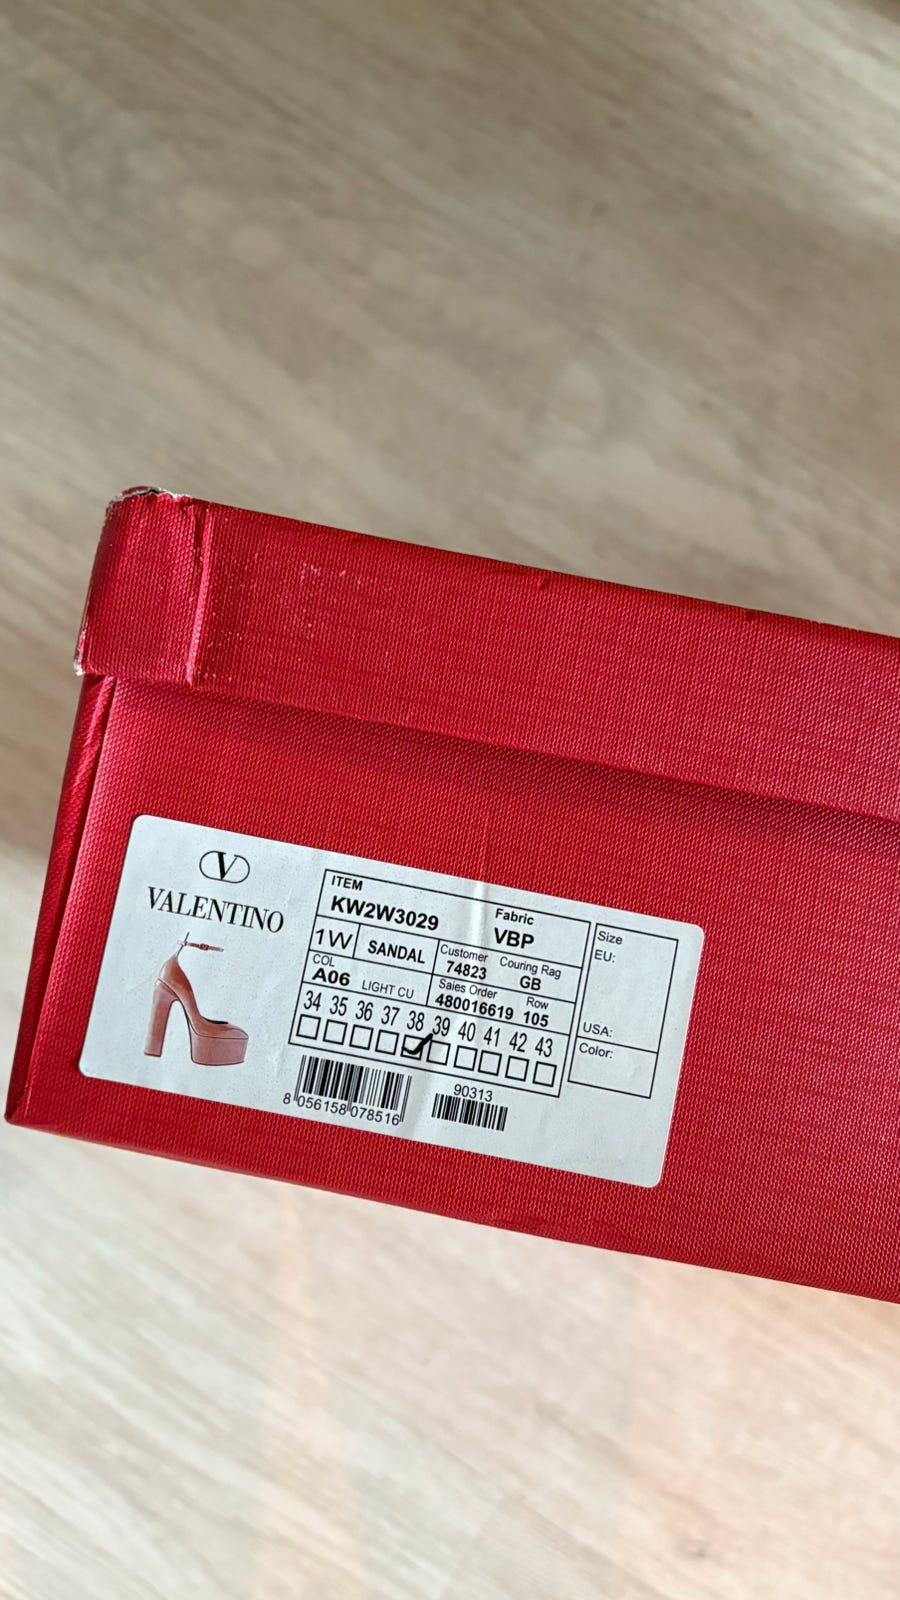 V
VALENTINO
ITEM
KW2W3029
Fabric
VBP
1W SANDAL
Customer
74823
Couring Rag
GB
COL
A06 LIGHT CU
Saies Order
480016619
Row
105
34 35 36 37 38 39 40 41 42 43
8 056158 078516
90313
Size
EU:
USA:
Color: